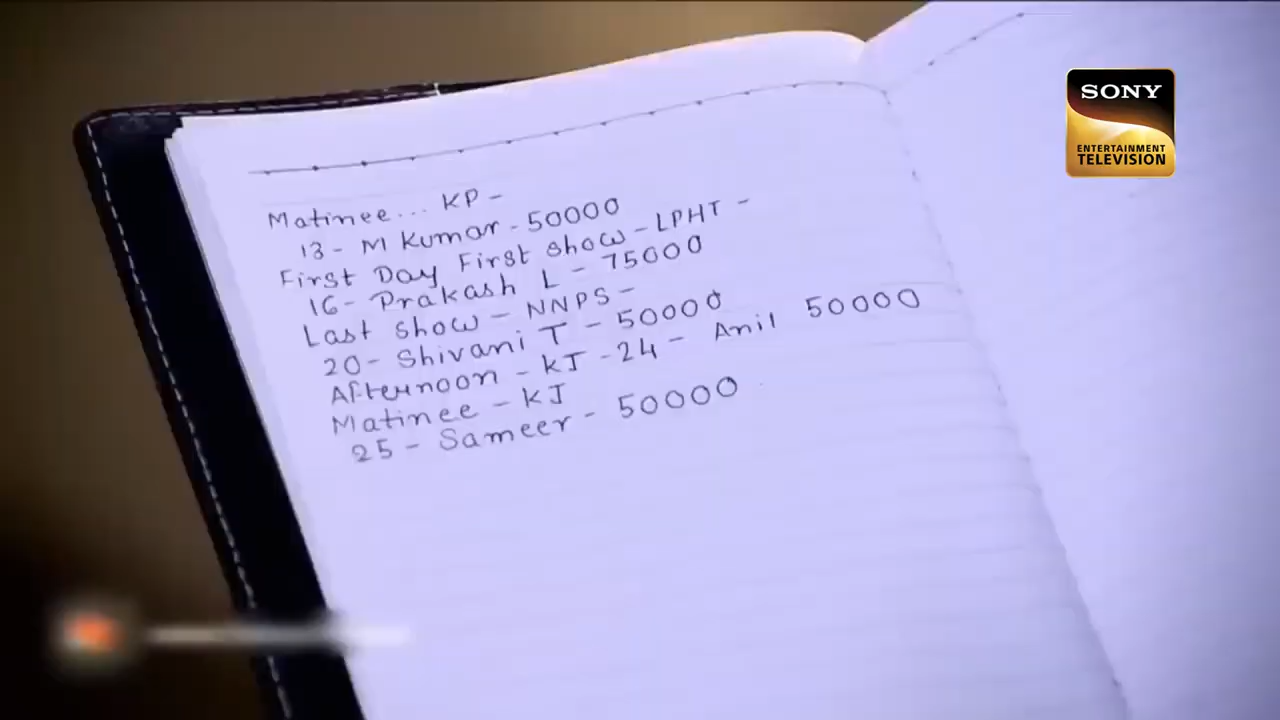 SONY
ENTERTAINMENT
TELEVISION
Matinee... KP -
13 - M Kumar - 50000
First Day First show - LPHT -
16 - Prakash L - 75000
Last show - NNPS -
20 - Shivani T - 50000
Afternoon - KJ - 24 - Anil 50000
Matinee - KJ
25 - Sameer - 50000